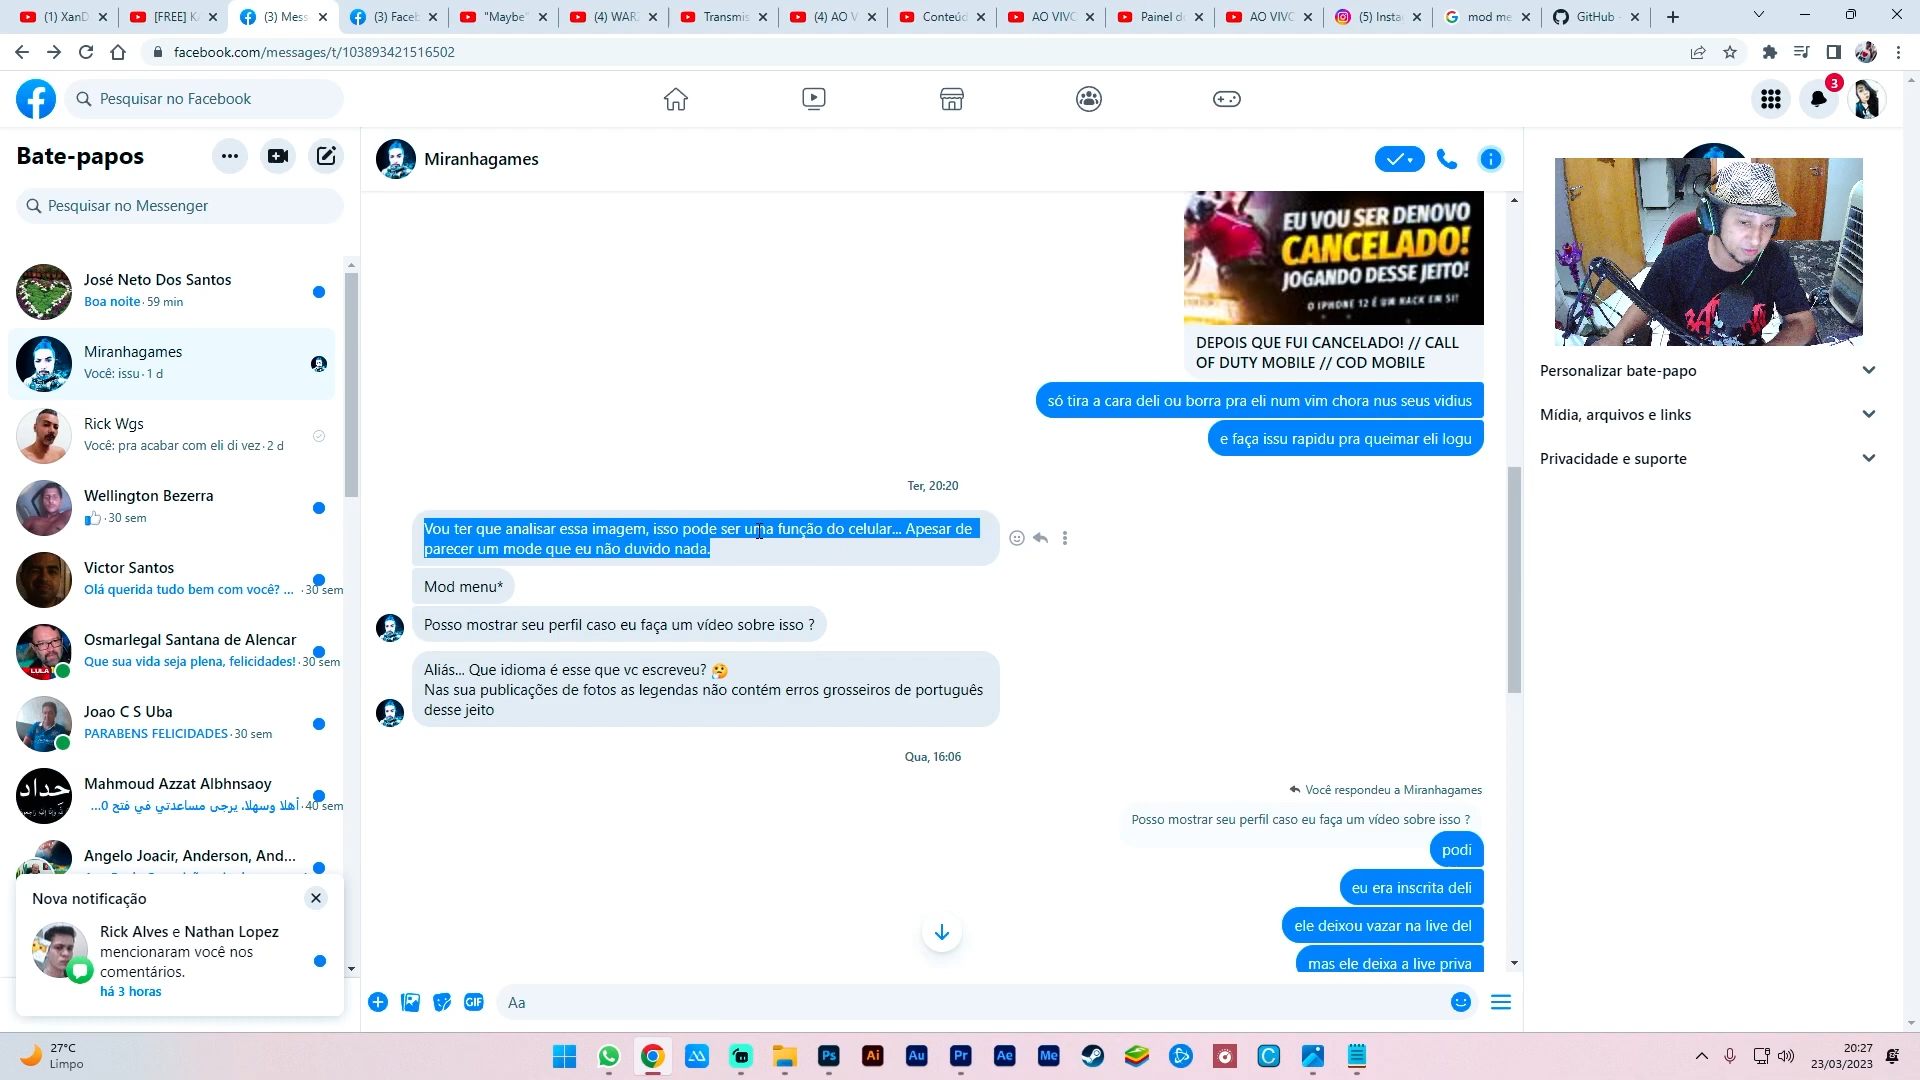 (1) XanD
[FREE] K
(3) Mess
(3) Faceb
"Maybe"
(4) WAR
Transmis
(4) AO V
Conteúd
AO VIVO
Painel d
AO VIVO
(5) Insta
mod me
GitHub
facebook.com/messages/t/103893421516502
Pesquisar no Facebook
3
Bate-papos
Miranhagames
Pesquisar no Messenger
José Neto Dos Santos
Boa noite · 59 min
Miranhagames
Você: issu · 1 d
Rick Wgs
Você: pra acabar com eli di vez · 2 d
Wellington Bezerra
· 30 sem
Victor Santos
Olá querida tudo bem com você? ... · 30 sem
Osmarlegal Santana de Alencar
Que sua vida seja plena, felicidades! · 30 sem
Joao C S Uba
PARABENS FELICIDADES · 30 sem
Mahmoud Azzat Albhnsaoy
أهلا وسهلا، يرجى مساعدتي في فتح 0... · 40 sem
Angelo Joacir, Anderson, And...
Nova notificação
Rick Alves e Nathan Lopez
mencionaram você nos
comentários.
há 3 horas
EU VOU SER DENOVO
CANCELADO!
JOGANDO DESSE JEITO!
O IPHONE 12 É UM HACK EM SI!
DEPOIS QUE FUI CANCELADO! // CALL
OF DUTY MOBILE // COD MOBILE
só tira a cara deli ou borra pra eli num vim chora nus seus vidius
e faça issu rapidu pra queimar eli logu
Ter, 20:20
Vou ter que analisar essa imagem, isso pode ser uma função do celular... Apesar de
parecer um mode que eu não duvido nada.
Mod menu*
Posso mostrar seu perfil caso eu faça um vídeo sobre isso ?
Aliás... Que idioma é esse que vc escreveu? 🤔
Nas sua publicações de fotos as legendas não contém erros grosseiros de português
desse jeito
Qua, 16:06
Você respondeu a Miranhagames
Posso mostrar seu perfil caso eu faça um vídeo sobre isso ?
podi
eu era inscrita deli
ele deixou vazar na live del
mas ele deixa a live priva
GIF
Aa
Personalizar bate-papo
Mídia, arquivos e links
Privacidade e suporte
27°C
Limpo
Ps
Ai
Au
Pr
Ae
Me
20:27
23/03/2023